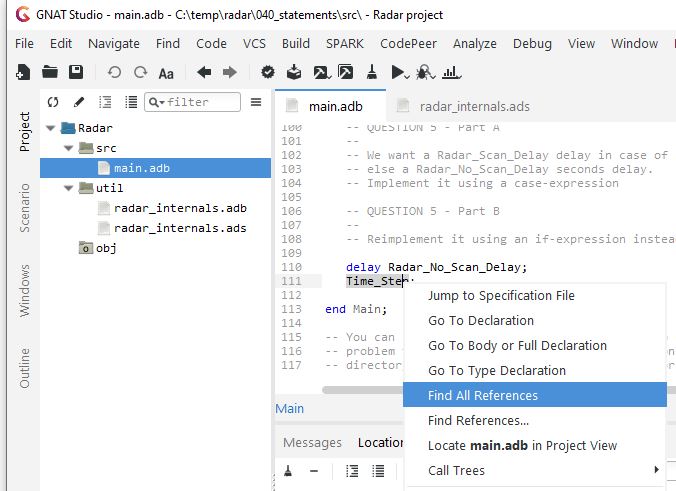 GNAT Studio - main.adb - C:\temp\radar\040_statements\src\ - Radar project
File Edit Navigate Find Code VCS Build SPARK CodePeer Analyze Debug View Window
Aa
filter
Project
Scenario
Windows
Outline
Radar
src
main.adb
util
radar_internals.adb
radar_internals.ads
obj
main.adb radar_internals.ads
100 -- QUESTION 5 - Part A
101 --
102 -- We want a Radar_Scan_Delay delay in case of
103 -- else a Radar_No_Scan_Delay seconds delay.
104 -- Implement it using a case-expression
105
106 -- QUESTION 5 - Part B
107 --
108 -- Reimplement it using an if-expression instea
109
110 delay Radar_No_Scan_Delay;
111 Time_Step;
112
113 end Main;
114
115 -- You can
116 -- problem
117 -- director
Jump to Specification File
Go To Declaration
Go To Body or Full Declaration
Go To Type Declaration
Find All References
Find References...
Locate main.adb in Project View
Call Trees
Main
Messages Location